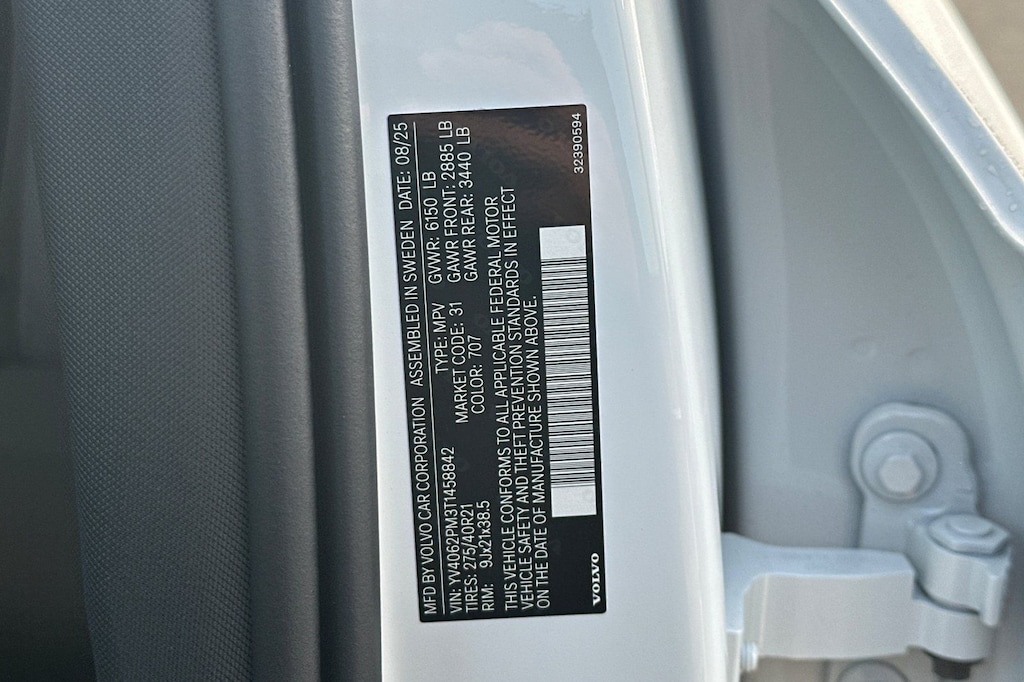 MFD BY VOLVO CAR CORPORATION ASSEMBLED IN SWEDEN DATE: 08/25
VIN: YV4062PM3T1458842 TYPE: MPV GVWR: 6150 LB
TIRES: 275/40R21 MARKET CODE: 31 GAWR FRONT: 2885 LB
RIM: 9Jx21x38.5 COLOR: 707 GAWR REAR: 3440 LB
THIS VEHICLE CONFORMS TO ALL APPLICABLE FEDERAL MOTOR
VEHICLE SAFETY AND THEFT PREVENTION STANDARDS IN EFFECT
ON THE DATE OF MANUFACTURE SHOWN ABOVE.
VOLVO 32390594